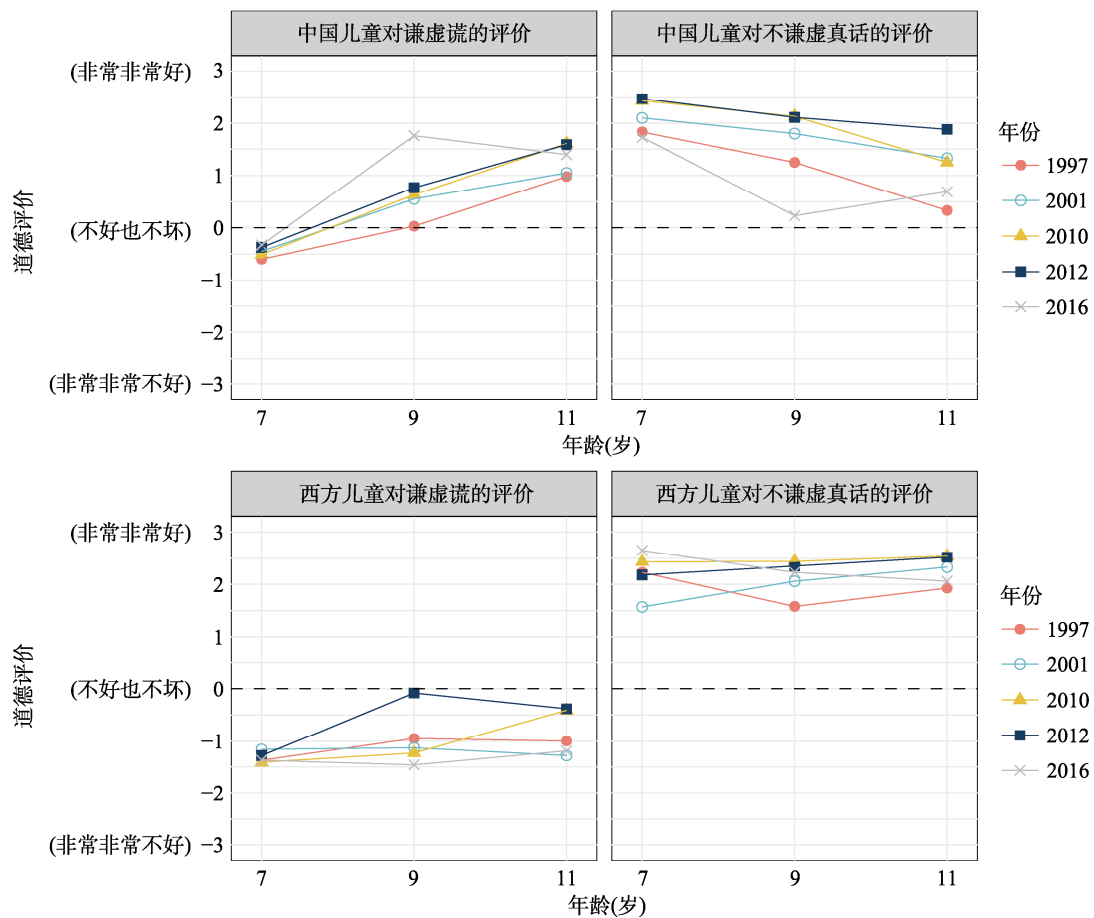 中国儿童对谦虚谎的评价
中国儿童对不谦虚真话的评价
(非常非常好)
3
2
1
(不好也不坏)
0
−1
−2
(非常非常不好)
−3
道德评价
7
9
11
7
9
11
年龄(岁)
年份
1997
2001
2010
2012
2016
西方儿童对谦虚谎的评价
西方儿童对不谦虚真话的评价
(非常非常好)
3
2
1
(不好也不坏)
0
−1
−2
(非常非常不好)
−3
道德评价
7
9
11
7
9
11
年龄(岁)
年份
1997
2001
2010
2012
2016